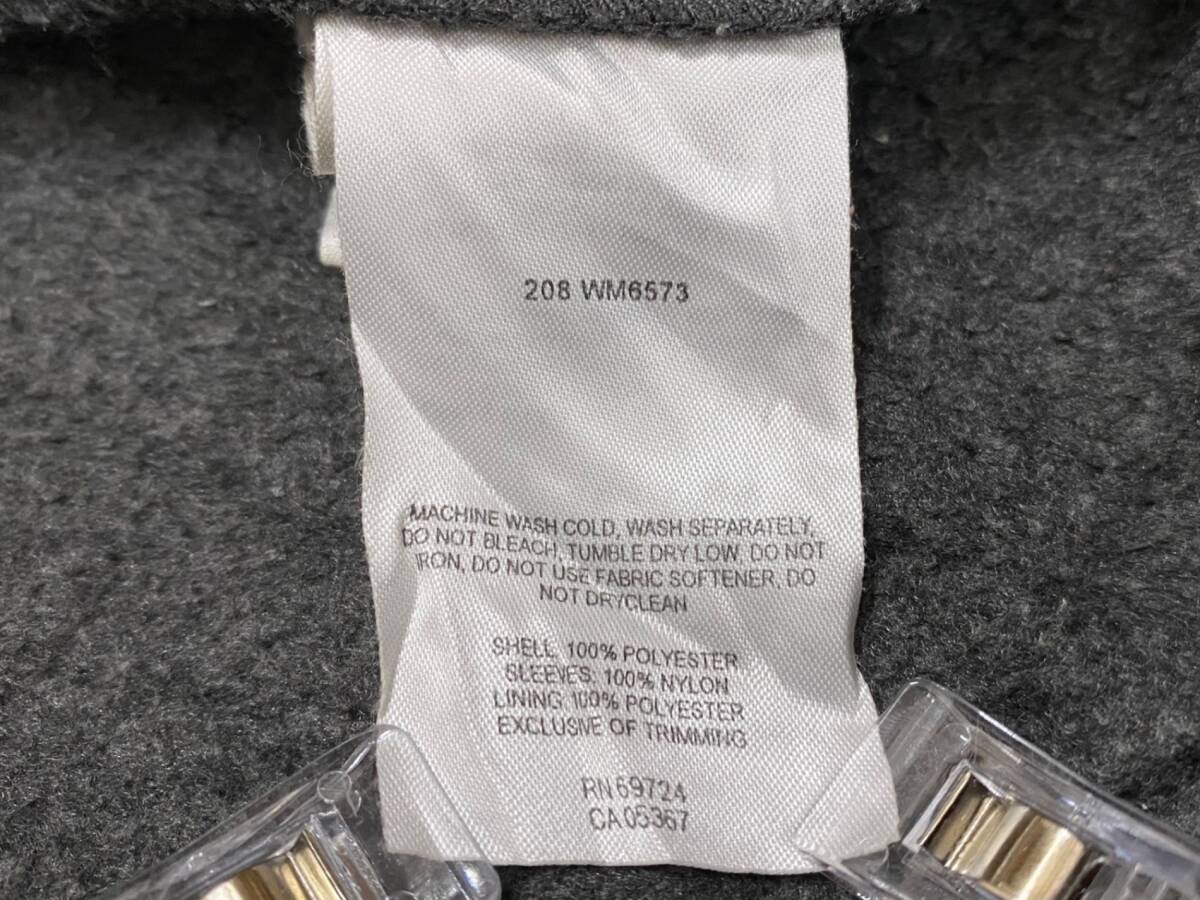 208 WM6573
MACHINE WASH COLD, WASH SEPARATELY,
DO NOT BLEACH, TUMBLE DRY LOW, DO NOT
IRON, DO NOT USE FABRIC SOFTENER, DO
NOT DRYCLEAN
SHELL: 100% POLYESTER
SLEEVES: 100% NYLON
LINING 100% POLYESTER
EXCLUSIVE OF TRIMMING
RN 69724
CA 05367